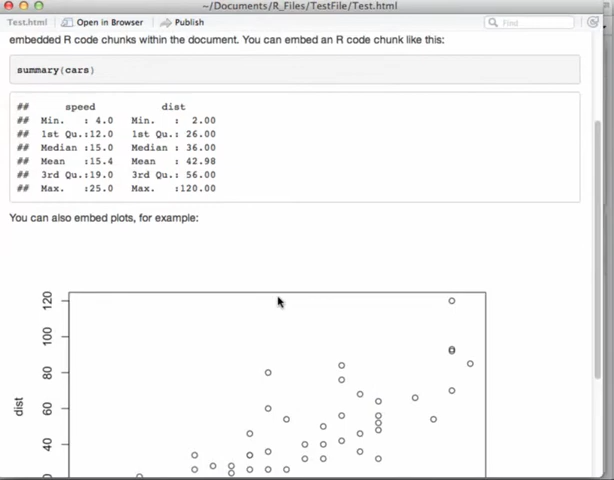 ~/Documents/R_Files/TestFile/Test.html
Test.html Open in Browser Publish Find
embedded R code chunks within the document. You can embed an R code chunk like this:
summary(cars)
## speed dist
## Min. : 4.0 Min. : 2.00
## 1st Qu.:12.0 1st Qu.: 26.00
## Median :15.0 Median : 36.00
## Mean :15.4 Mean : 42.98
## 3rd Qu.:19.0 3rd Qu.: 56.00
## Max. :25.0 Max. :120.00
You can also embed plots, for example:
120
100
80
dist
60
40